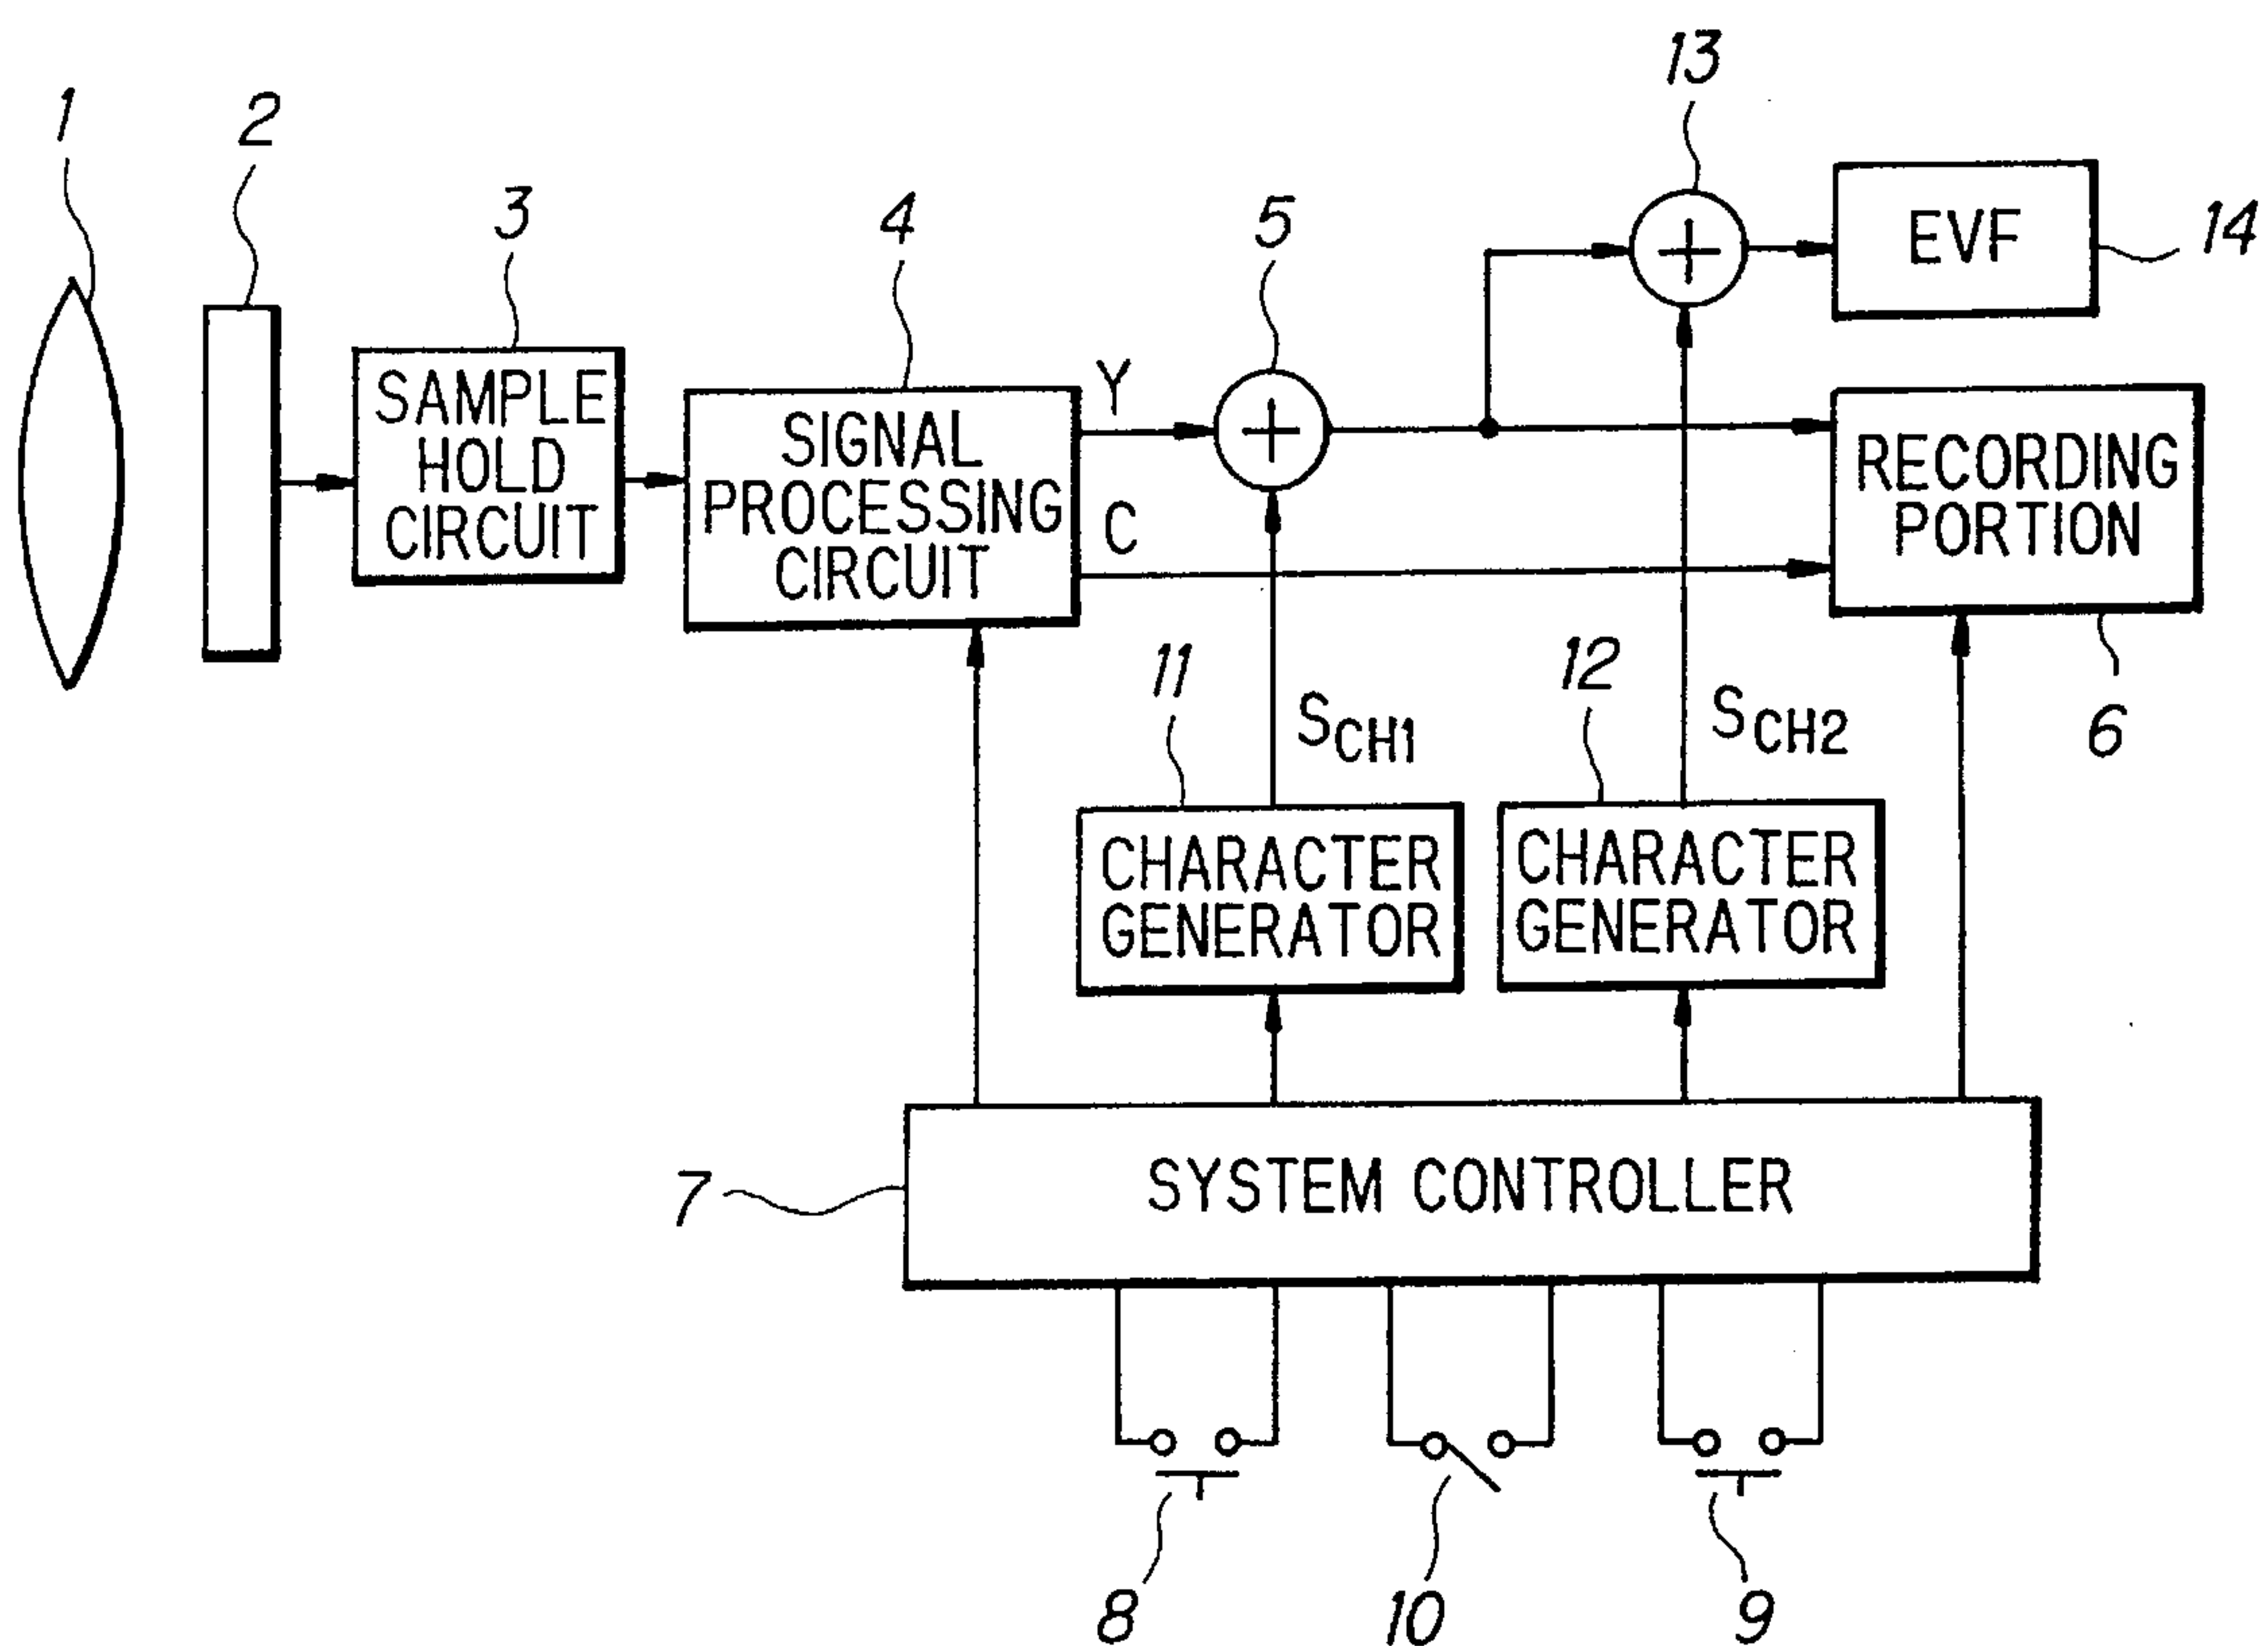 1
2
3
4
5
13
14
EVF
SAMPLE
HOLD
CIRCUIT
SIGNAL
PROCESSING
CIRCUIT
Y
C
RECORDING
PORTION
6
11
12
SCH1
SCH2
CHARACTER
GENERATOR
CHARACTER
GENERATOR
7
SYSTEM CONTROLLER
8
10
9